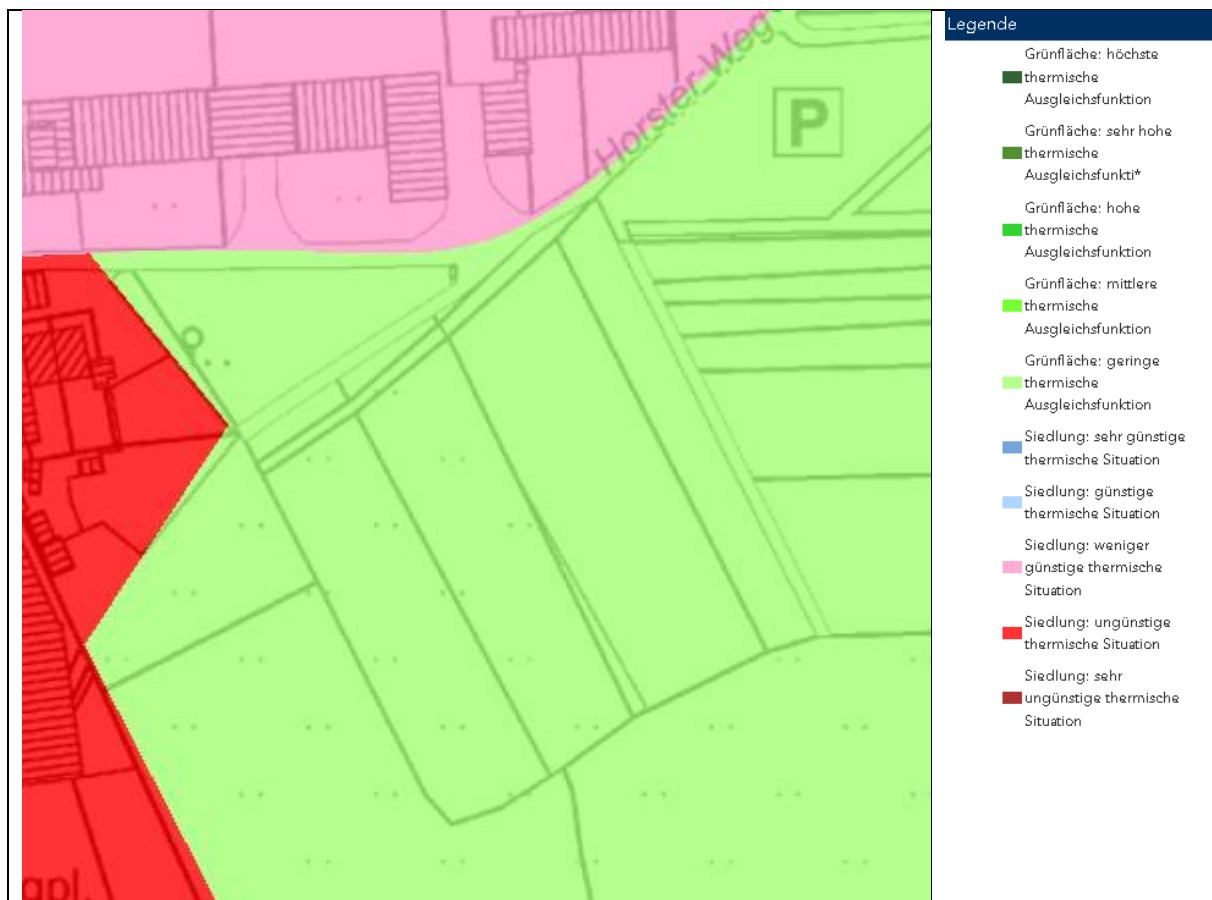 Horster-Weg
P
gpl.
Legende
Grünfläche: höchste
thermische
Ausgleichsfunktion
Grünfläche: sehr hohe
thermische
Ausgleichsfunkti*
Grünfläche: hohe
thermische
Ausgleichsfunktion
Grünfläche: mittlere
thermische
Ausgleichsfunktion
Grünfläche: geringe
thermische
Ausgleichsfunktion
Siedlung: sehr günstige
thermische Situation
Siedlung: günstige
thermische Situation
Siedlung: weniger
günstige thermische
Situation
Siedlung: ungünstige
thermische Situation
Siedlung: sehr
ungünstige thermische
Situation